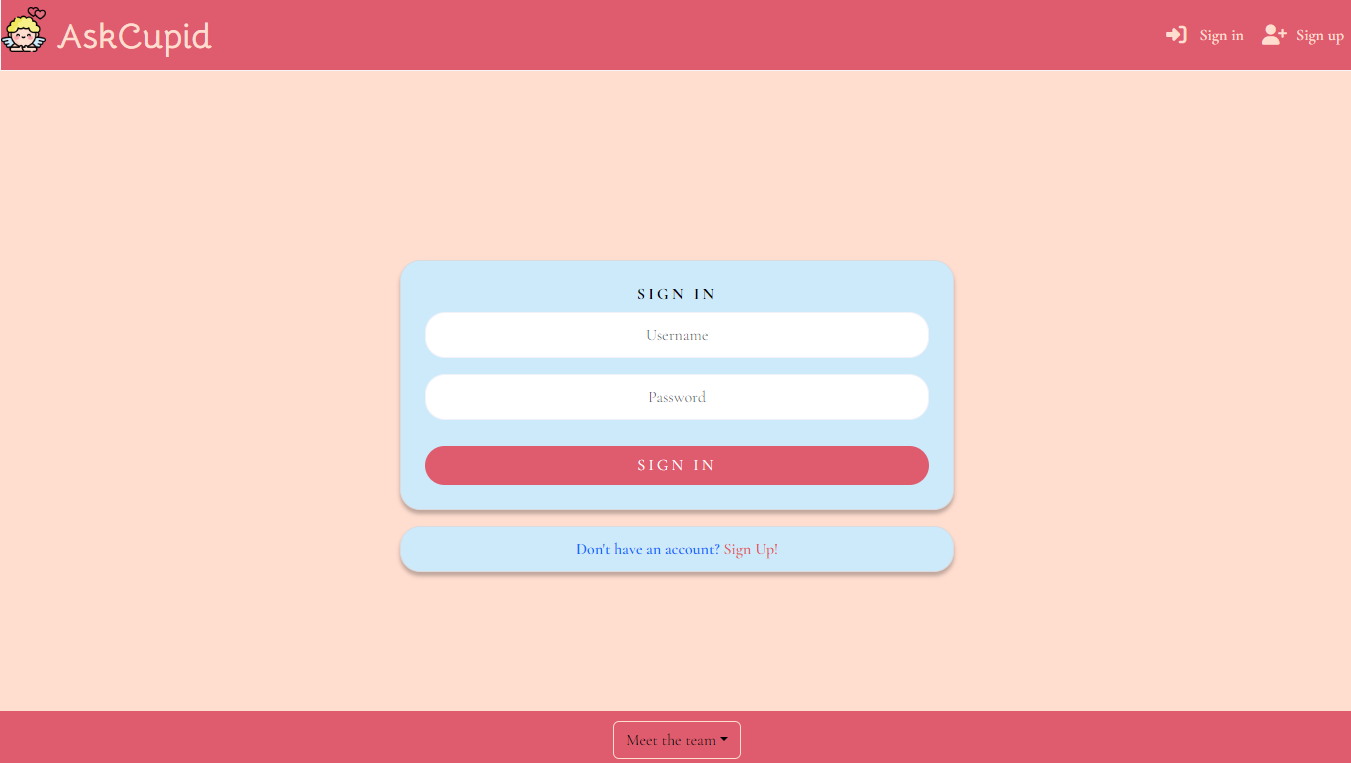 AskCupid
Sign in
Sign up
SIGN IN
Username
Password
SIGN IN
Don't have an account? Sign Up!
Meet the team